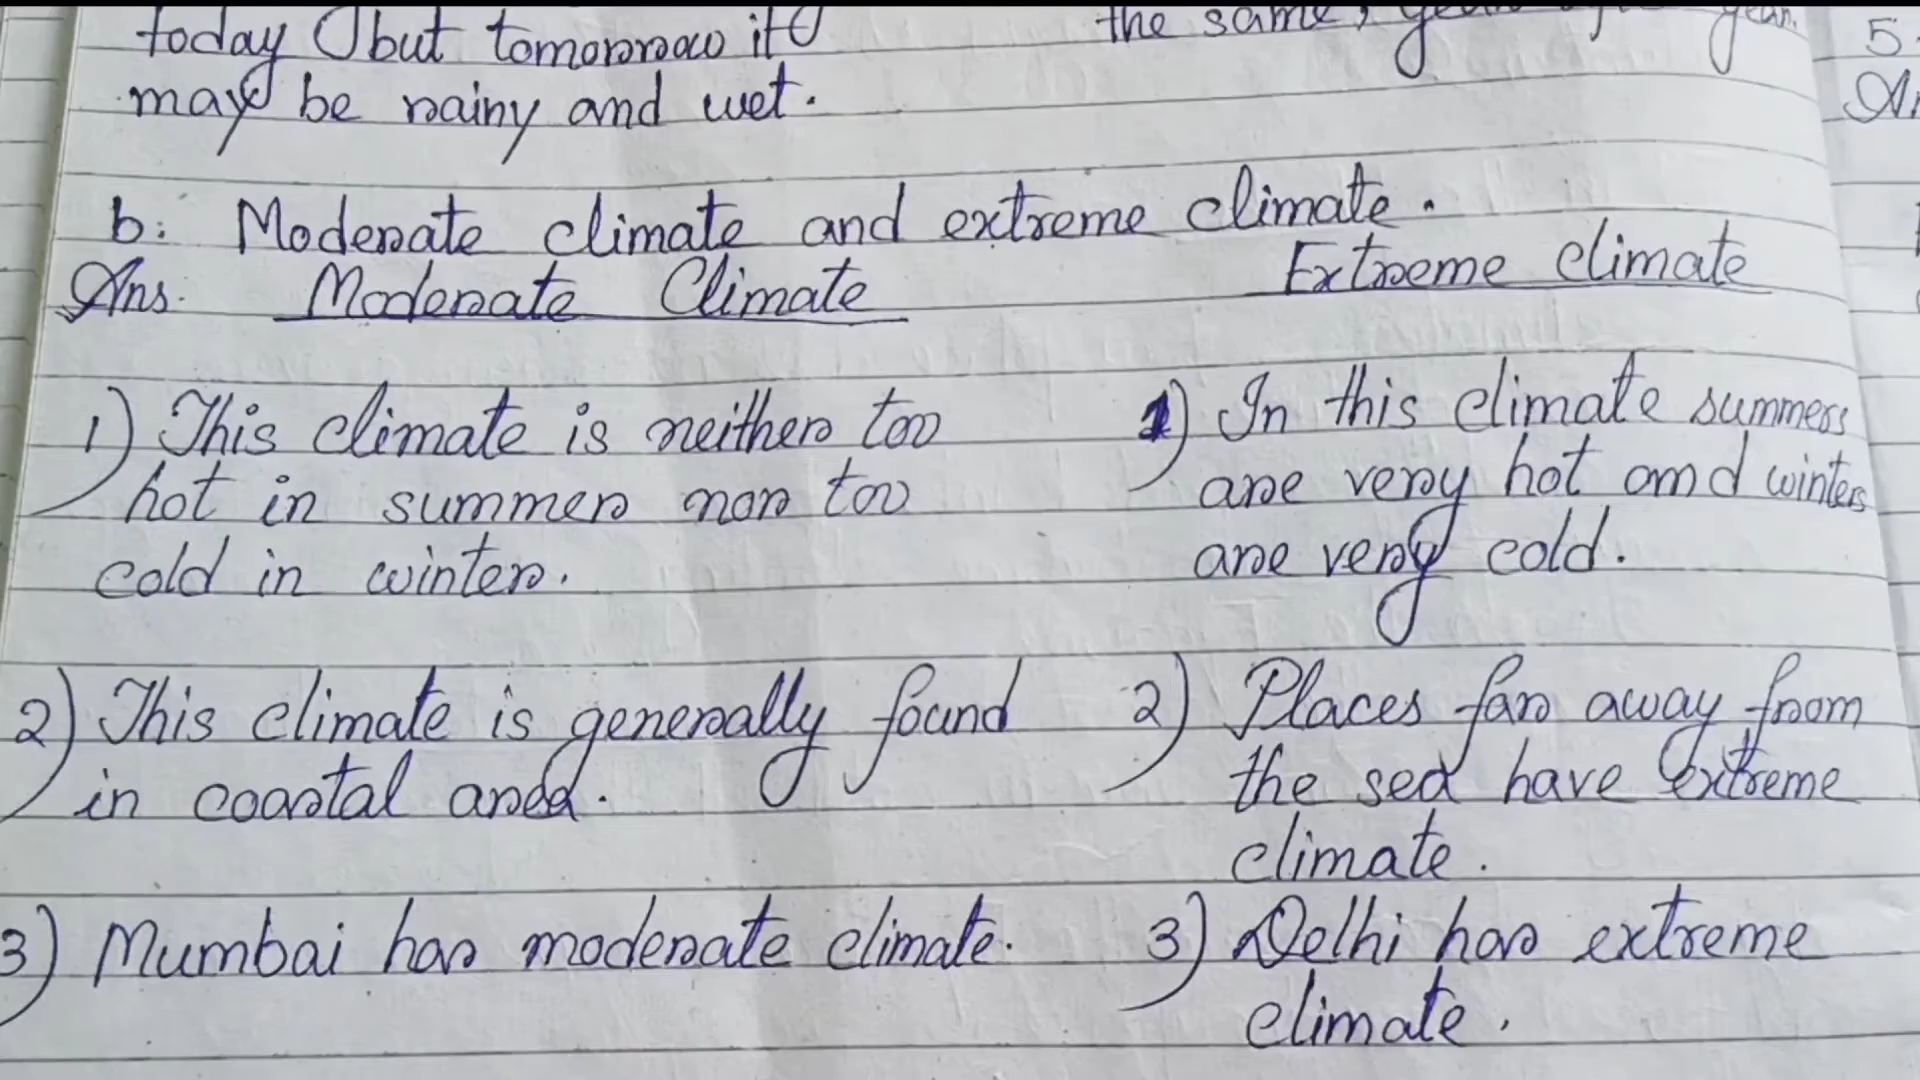 today but tomorrow it
may be rainy and wet.
the same, year after year.
5.
b. Moderate climate and extreme climate.
Ans. Moderate Climate
1) This climate is neither too
hot in summer nor too
cold in winter.
2) This climate is generally found
in coastal area.
3) Mumbai has moderate climate.
Extreme climate
1) In this climate summers
are very hot and winters
are very cold.
2) Places far away from
the sea have extreme
climate.
3) Delhi has extreme
climate.